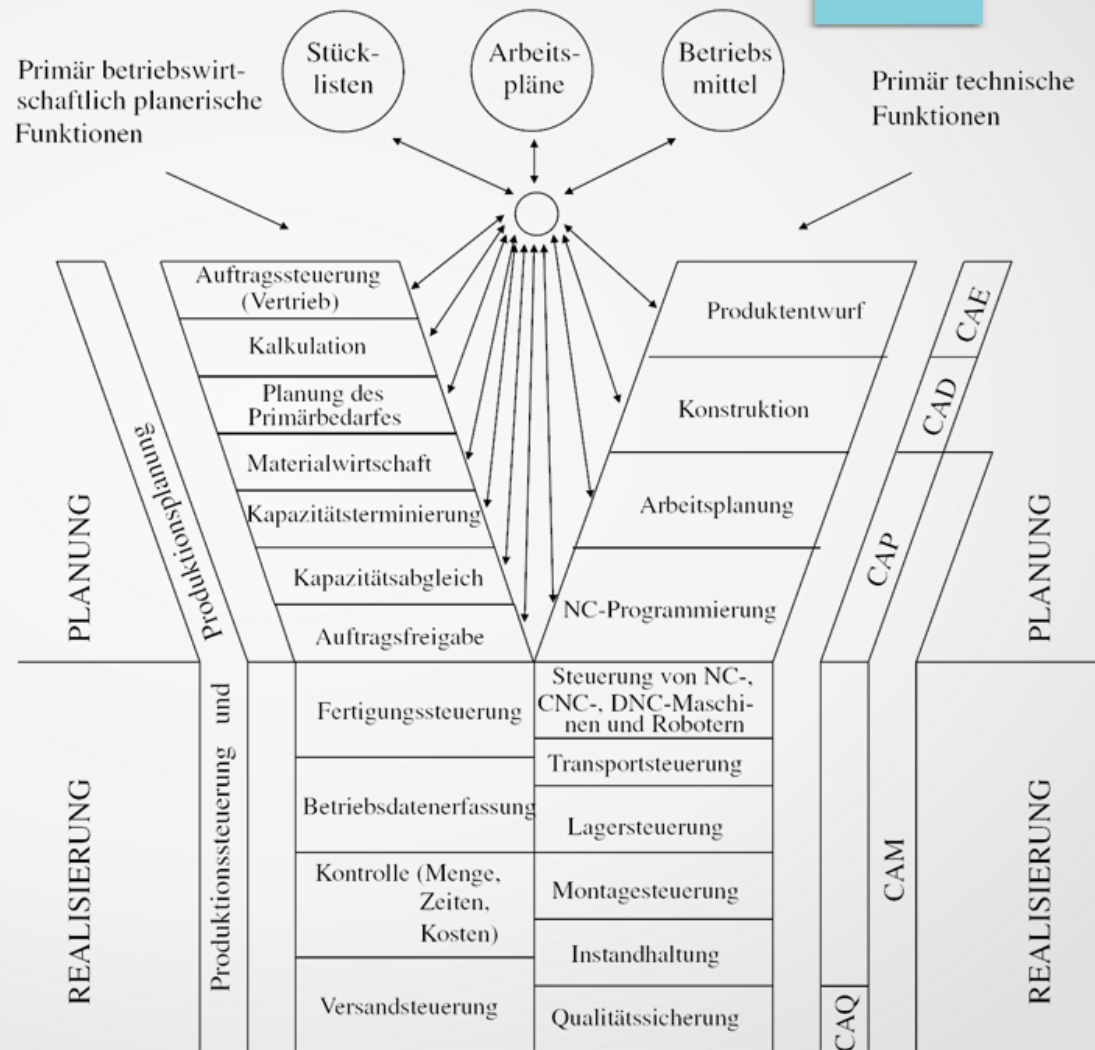 Primär betriebswirt-
schaftlich planerische
Funktionen
Stück-
listen
Arbeits-
pläne
Betriebs
mittel
Primär technische
Funktionen
PLANUNG
Produktionsplanung
und
Produktionssteuerung
Auftragssteuerung
(Vertrieb)
Kalkulation
Planung des
Primärbedarfes
Materialwirtschaft
Kapazitätsterminierung
Kapazitätsabgleich
Auftragsfreigabe
Produktentwurf
Konstruktion
Arbeitsplanung
NC-Programmierung
CAE
CAD
CAP
PLANUNG
REALISIERUNG
Fertigungssteuerung
Betriebsdatenerfassung
Kontrolle (Menge,
Zeiten,
Kosten)
Versandsteuerung
Steuerung von NC-,
CNC-, DNC-Maschi-
nen und Robotern
Transportsteuerung
Lagersteuerung
Montagesteuerung
Instandhaltung
Qualitätssicherung
CAM
CAQ
REALISIERUNG